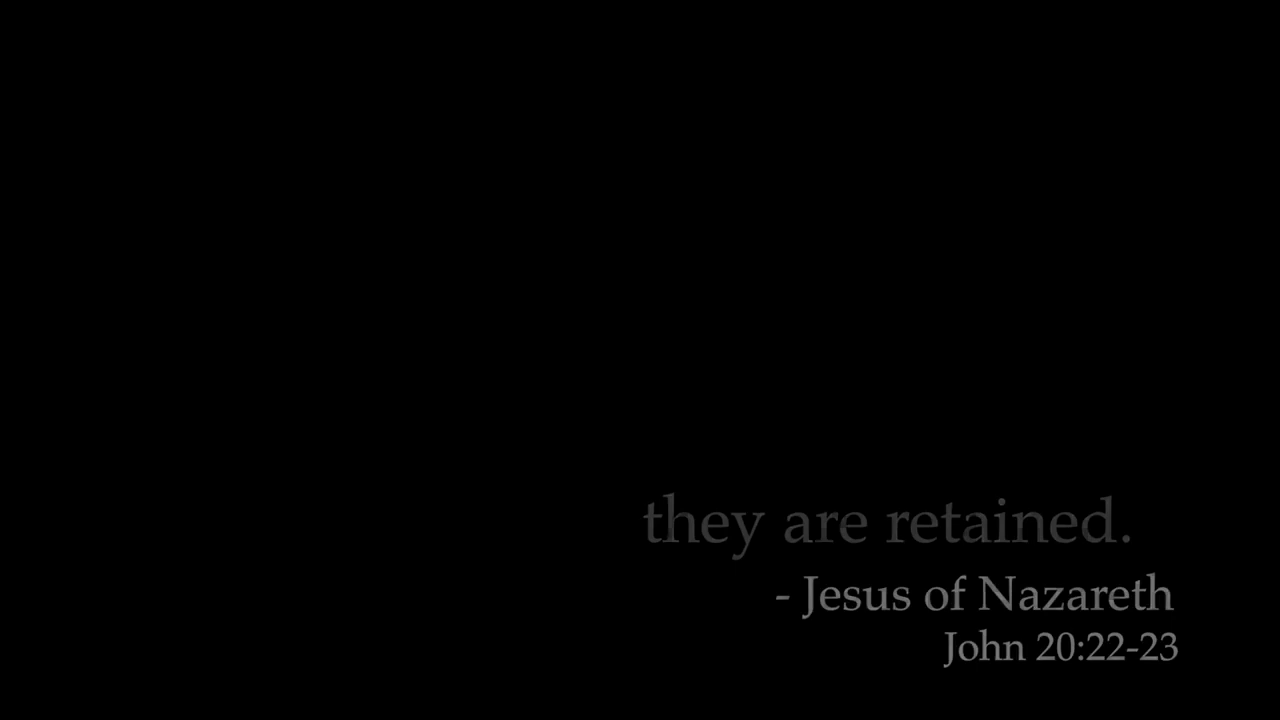 they are retained.
- Jesus of Nazareth
John 20:22-23